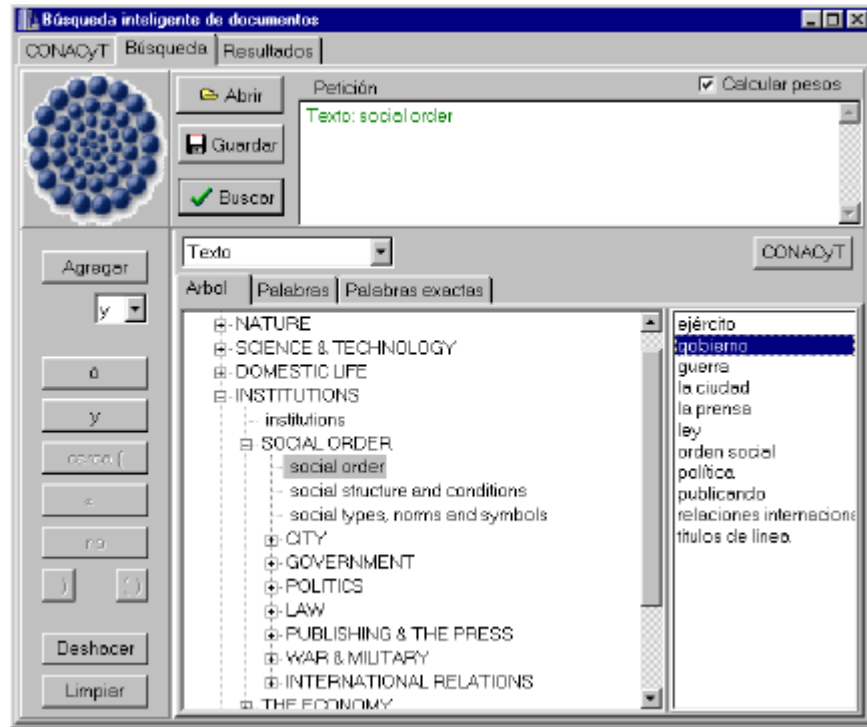 Búsqueda inteligente de documentos
CONACyT Búsqueda Resultados
Abrir
Guardar
Buscar
Petición
Calcular pesos
Texto: social order
Agregar
y
ó
y
cerca (
no
) ( )
Deshacer
Limpiar
Texto
CONACyT
Arbol Palabras Palabras exactas
NATURE
SCIENCE & TECHNOLOGY
DOMESTIC LIFE
INSTITUTIONS
institutions
SOCIAL ORDER
social order
social structure and conditions
social types, norms and symbols
CITY
GOVERNMENT
POLITICS
LAW
PUBLISHING & THE PRESS
WAR & MILITARY
INTERNATIONAL RELATIONS
THE ECONOMY
ejército
gobierno
guerra
la ciudad
la prensa
ley
orden social
política
publicando
relaciones internaciona
títulos de línea